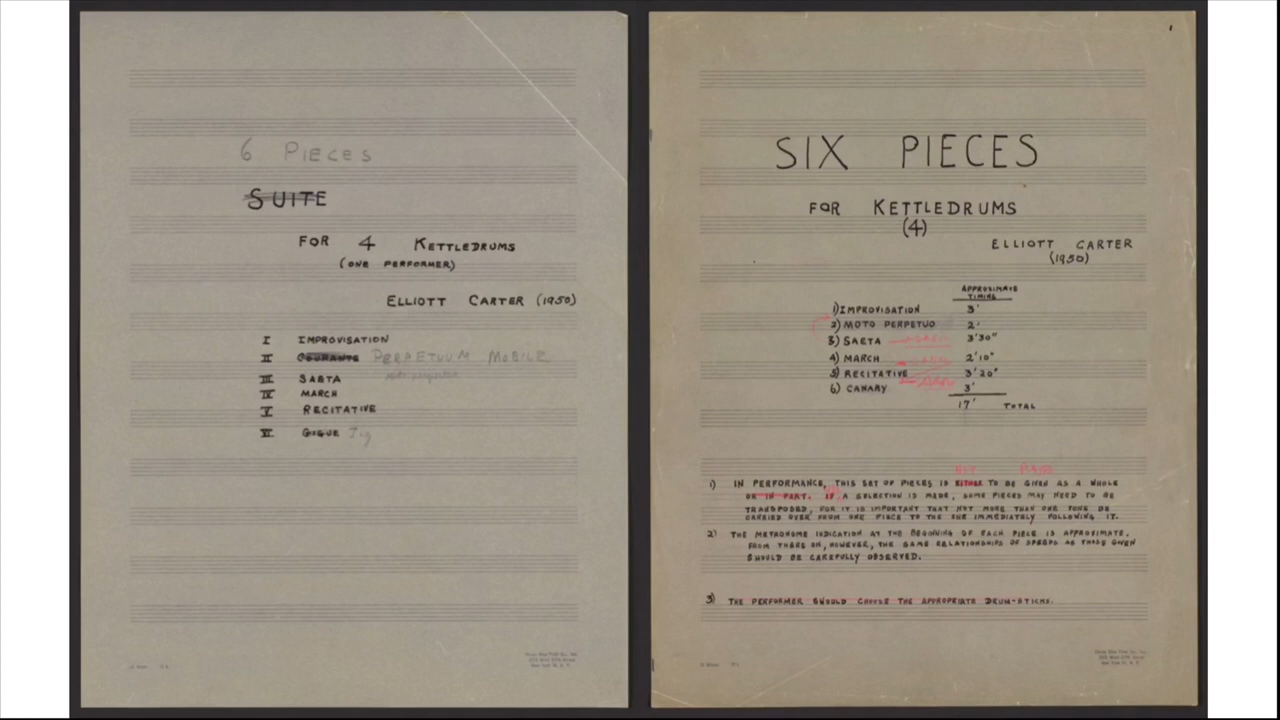 6 PIECES
SUITE
FOR 4 KETTLEDRUMS
(ONE PERFORMER)
ELLIOTT CARTER (1950)
I IMPROVISATION
II COURANTE PERPETUUM MOBILE
III SAETA
IV MARCH
V RECITATIVE
VI GIGUE Jig
SIX PIECES
FOR KETTLEDRUMS
(4)
ELLIOTT CARTER
(1950)
APPROXIMATE
TIMING
1) IMPROVISATION 3'
2) MOTO PERPETUO 2'
3) SAETA 3'30"
4) MARCH 2'10"
5) RECITATIVE 3'20"
6) CANARY 3'
17' TOTAL
NOT
1) IN PERFORMANCE, THIS SET OF PIECES IS EITHER TO BE GIVEN AS A WHOLE
OR IN PART. IF A SELECTION IS MADE, SOME PIECES MAY NEED TO BE
TRANSPOSED, FOR IT IS IMPORTANT THAT NOT MORE THAN ONE TONE BE
CARRIED OVER FROM ONE PIECE TO THE ONE IMMEDIATELY FOLLOWING IT.
2) THE METRONOME INDICATION AT THE BEGINNING OF EACH PIECE IS APPROXIMATE.
FROM THERE ON, HOWEVER, THE SAME RELATIONSHIPS OF SPEEDS AS THOSE GIVEN
SHOULD BE CAREFULLY OBSERVED.
3) THE PERFORMER SHOULD CHOOSE THE APPROPRIATE DRUM-STICKS.